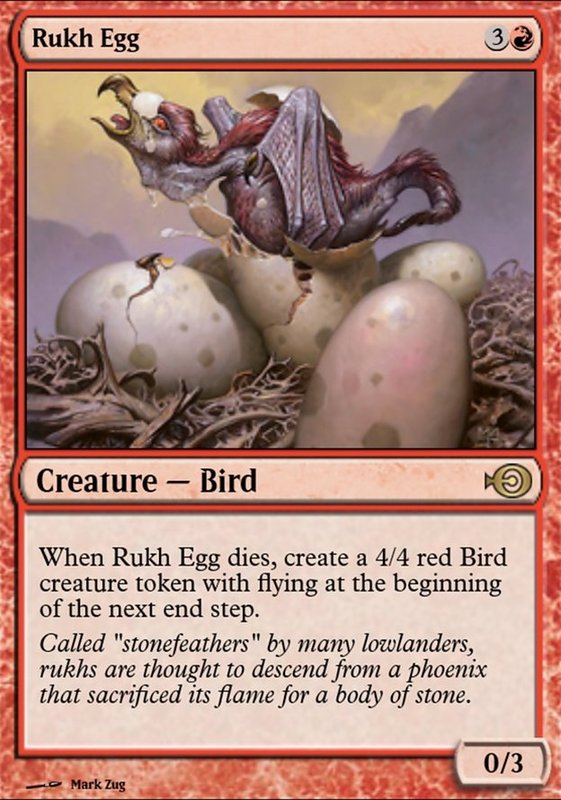 Rukh Egg 3
Creature — Bird
When Rukh Egg dies, create a 4/4 red Bird
creature token with flying at the beginning
of the next end step.
Called "stonefeathers" by many lowlanders,
rukhs are thought to descend from a phoenix
that sacrificed its flame for a body of stone.
0/3
Mark Zug